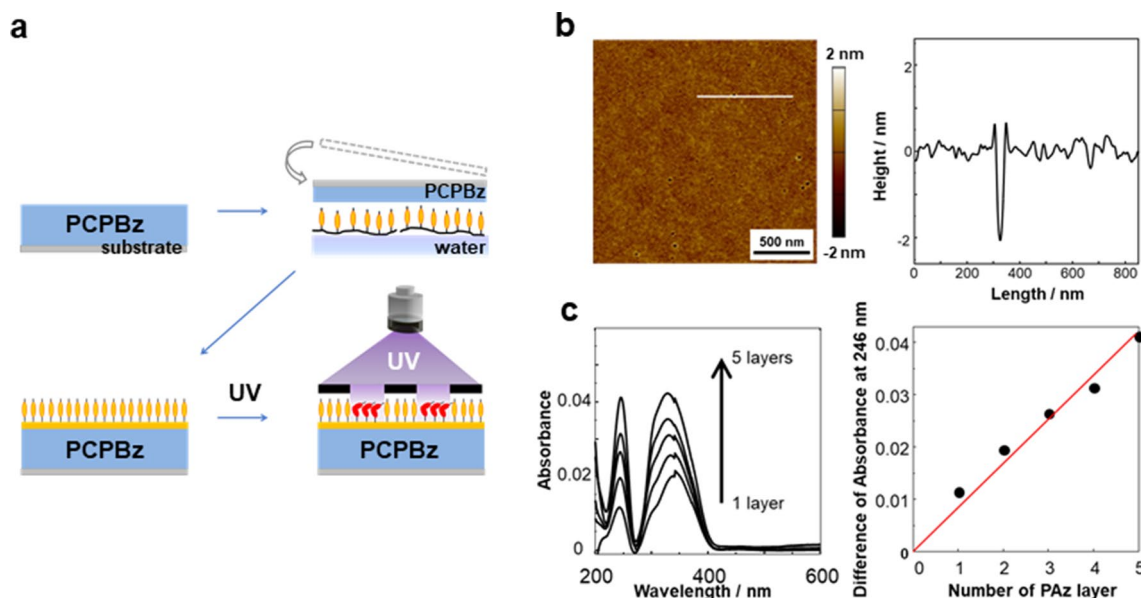 a
PCPBz
substrate
PCPBz
water
UV
PCPBz
UV
PCPBz
b
2 nm
-2 nm
500 nm
Height / nm
2
0
-2
0 200 400 600 800
Length / nm
c
Absorbance
0.04
0.02
0
5 layers
1 layer
200 400 600
Wavelength / nm
Difference of Absorbance at 246 nm
0.04
0.03
0.02
0.01
0
0 1 2 3 4 5
Number of PAz layer